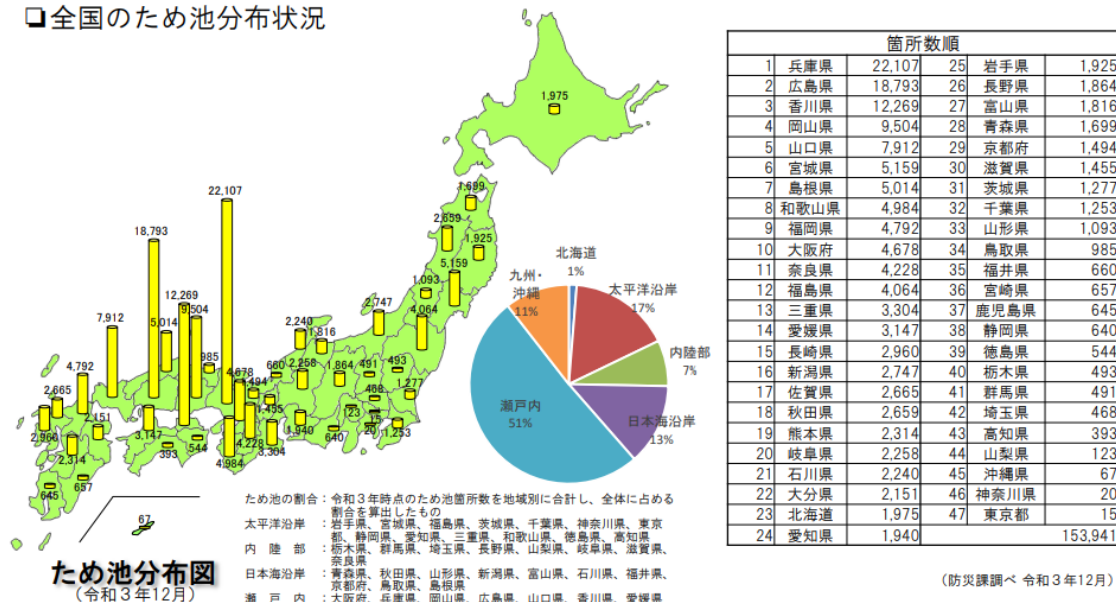 ❑全国のため池分布状況
1,975
1,699
2,659
1,925
5,159
1,093
4,064
2,747
2,240
1,816
22,107
18,793
12,269
9,504
7,912
5,014
985
4,678
1,494
660
2,258
1,864
491
493
468
1,277
4,792
2,665
2,151
2,960
2,314
645
657
3,147
393
544
4,984
4,228
1,455
3,304
1,940
640
123
15
20
1,253
67
北海道
1%
太平洋沿岸
17%
内陸部
7%
日本海沿岸
13%
瀬戸内
51%
九州・
沖縄
11%
ため池の割合：令和３年時点のため池箇所数を地域別に合計し、全体に占める
割合を算出したもの
太平洋沿岸　：岩手県、宮城県、福島県、茨城県、千葉県、神奈川県、東京
都、静岡県、愛知県、三重県、和歌山県、徳島県、高知県
内　陸　部　：栃木県、群馬県、埼玉県、長野県、山梨県、岐阜県、滋賀県、
奈良県
日本海沿岸　：青森県、秋田県、山形県、新潟県、富山県、石川県、福井県、
京都府、鳥取県、島根県
瀬　戸　内　：大阪府、兵庫県、岡山県、広島県、山口県、香川県、愛媛県
ため池分布図
（令和３年12月）
箇所数順
1 兵庫県 22,107 25 岩手県 1,925
2 広島県 18,793 26 長野県 1,864
3 香川県 12,269 27 富山県 1,816
4 岡山県 9,504 28 青森県 1,699
5 山口県 7,912 29 京都府 1,494
6 宮城県 5,159 30 滋賀県 1,455
7 島根県 5,014 31 茨城県 1,277
8 和歌山県 4,984 32 千葉県 1,253
9 福岡県 4,792 33 山形県 1,093
10 大阪府 4,678 34 鳥取県 985
11 奈良県 4,228 35 福井県 660
12 福島県 4,064 36 宮崎県 657
13 三重県 3,304 37 鹿児島県 645
14 愛媛県 3,147 38 静岡県 640
15 長崎県 2,960 39 徳島県 544
16 新潟県 2,747 40 栃木県 493
17 佐賀県 2,665 41 群馬県 491
18 秋田県 2,659 42 埼玉県 468
19 熊本県 2,314 43 高知県 393
20 岐阜県 2,258 44 山梨県 123
21 石川県 2,240 45 沖縄県 67
22 大分県 2,151 46 神奈川県 20
23 北海道 1,975 47 東京都 15
24 愛知県 1,940 153,941
（防災課調べ 令和３年12月）